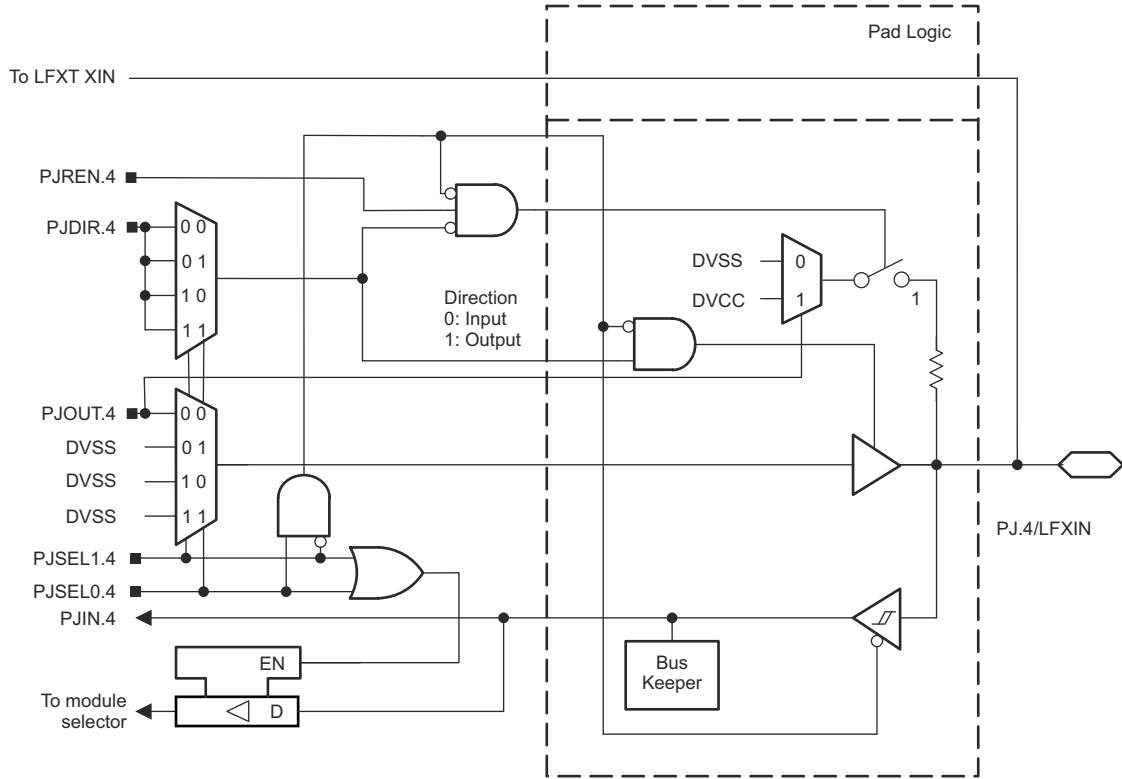 Pad Logic
To LFXT XIN
PJREN.4
PJDIR.4
0 0
0 1
1 0
1 1
Direction
0: Input
1: Output
DVSS
0
DVCC
1
1
PJOUT.4
0 0
DVSS
0 1
DVSS
1 0
DVSS
1 1
PJ.4/LFXIN
PJSEL1.4
PJSEL0.4
PJIN.4
EN
Bus
Keeper
To module
selector
D